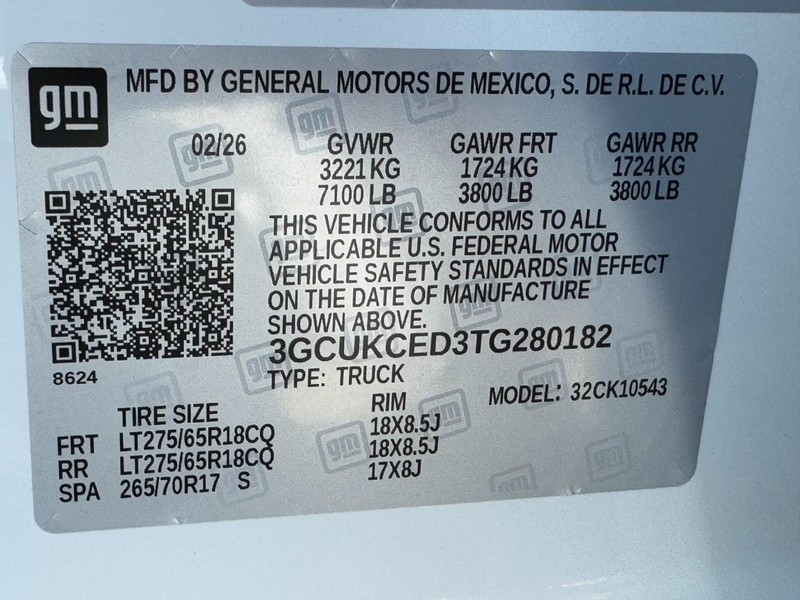 gm
MFD BY GENERAL MOTORS DE MEXICO, S. DE R.L. DE C.V.
02/26 GVWR GAWR FRT GAWR RR
3221 KG 1724 KG 1724 KG
7100 LB 3800 LB 3800 LB
THIS VEHICLE CONFORMS TO ALL
APPLICABLE U.S. FEDERAL MOTOR
VEHICLE SAFETY STANDARDS IN EFFECT
ON THE DATE OF MANUFACTURE
SHOWN ABOVE.
3GCUKCED3TG280182
8624
TYPE: TRUCK
MODEL: 32CK10543
TIRE SIZE RIM
FRT LT275/65R18CQ 18X8.5J
RR LT275/65R18CQ 18X8.5J
SPA 265/70R17 S 17X8J